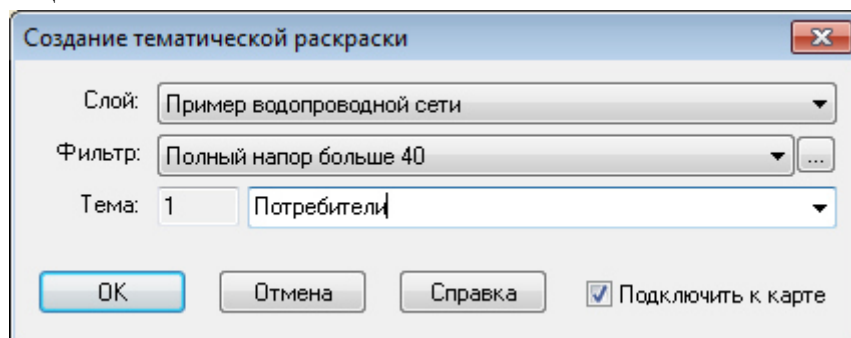 Создание тематической раскраски
Слой: Пример водопроводной сети
Фильтр: Полный напор больше 40 ...
Тема: 1 Потребители
ОК Отмена Справка Подключить к карте